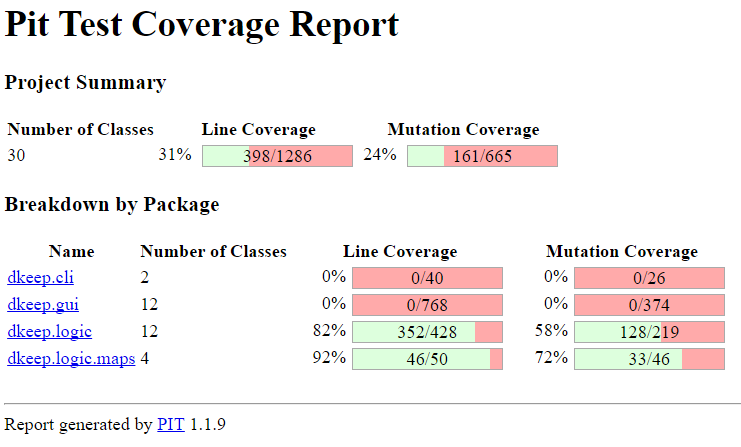 Pit Test Coverage Report
Project Summary
Number of Classes Line Coverage Mutation Coverage
30 31% 398/1286 24% 161/665
Breakdown by Package
Name Number of Classes Line Coverage Mutation Coverage
dkeep.cli 2 0% 0/40 0% 0/26
dkeep.gui 12 0% 0/768 0% 0/374
dkeep.logic 12 82% 352/428 58% 128/219
dkeep.logic.maps 4 92% 46/50 72% 33/46
Report generated by PIT 1.1.9